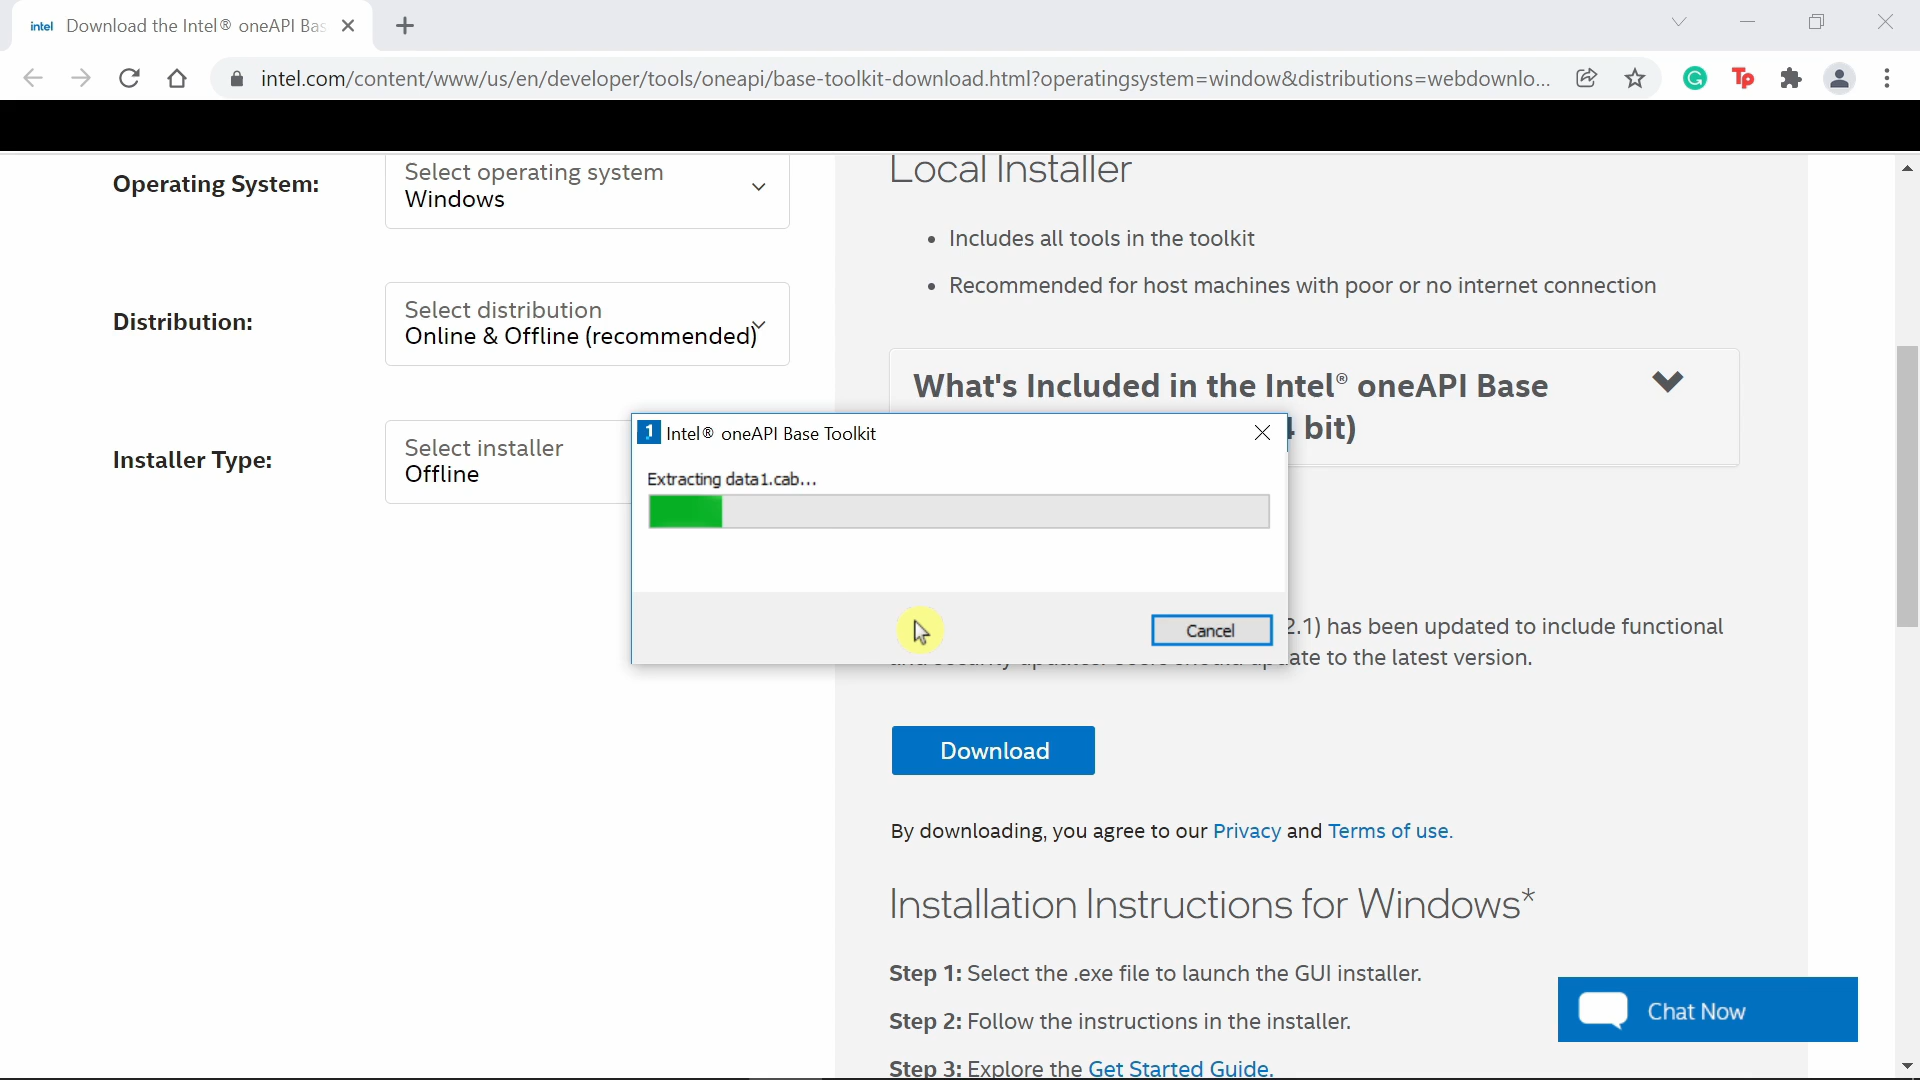 intel Download the Intel® oneAPI Bas
intel.com/content/www/us/en/developer/tools/oneapi/base-toolkit-download.html?operatingsystem=window&distributions=webdownlo...
Operating System:
Select operating system
Windows
Distribution:
Select distribution
Online & Offline (recommended)
Installer Type:
Select installer
Offline
Local Installer
• Includes all tools in the toolkit
• Recommended for host machines with poor or no internet connection
What's Included in the Intel® oneAPI Base
bit)
1 Intel® oneAPI Base Toolkit
Extracting data1.cab...
Cancel
2.1) has been updated to include functional
to the latest version.
Download
By downloading, you agree to our Privacy and Terms of use.
Installation Instructions for Windows*
Step 1: Select the .exe file to launch the GUI installer.
Step 2: Follow the instructions in the installer.
Step 3: Explore the Get Started Guide.
Chat Now